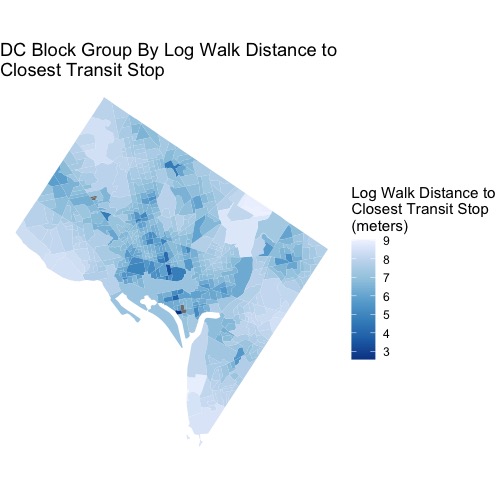 DC Block Group By Log Walk Distance to
Closest Transit Stop
Log Walk Distance to
Closest Transit Stop
(meters)
9
8
7
6
5
4
3